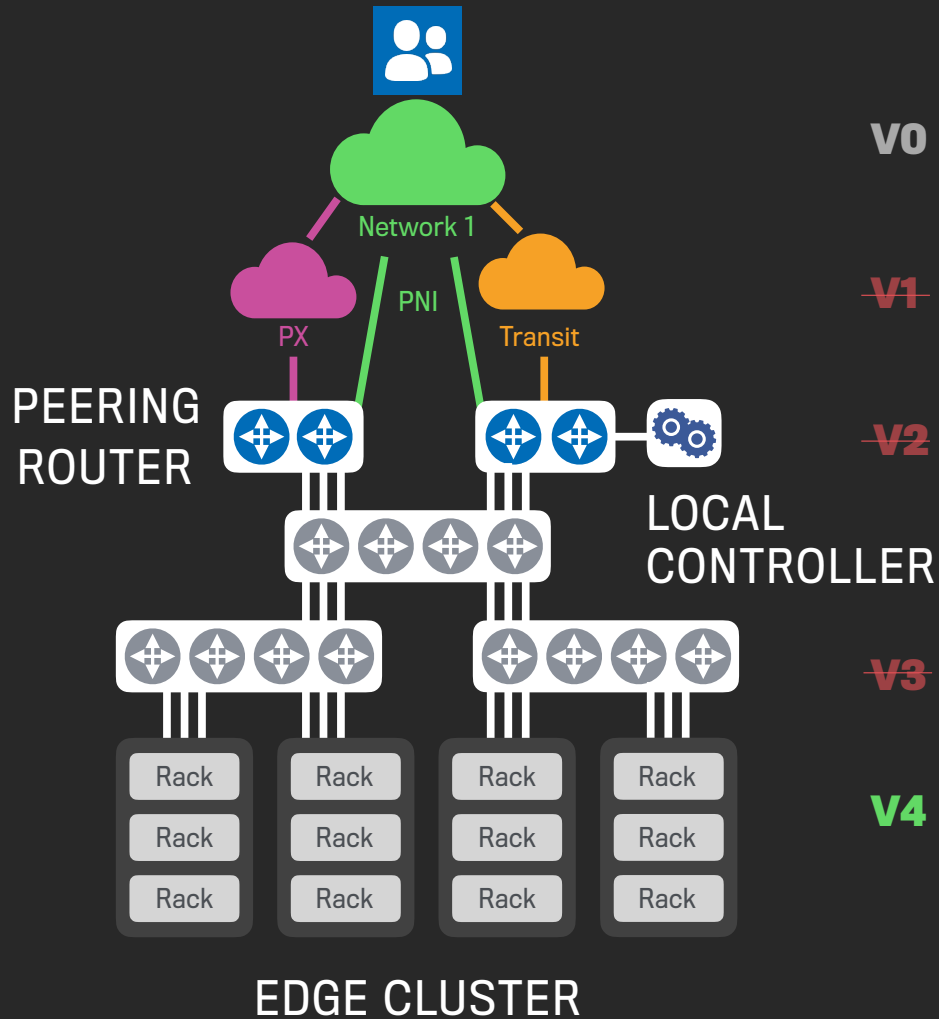 V0
Network 1
V1
PNI
PX
Transit
PEERING
ROUTER
V2
LOCAL
CONTROLLER
V3
Rack
Rack
Rack
Rack
V4
Rack
Rack
Rack
Rack
Rack
Rack
Rack
Rack
EDGE CLUSTER